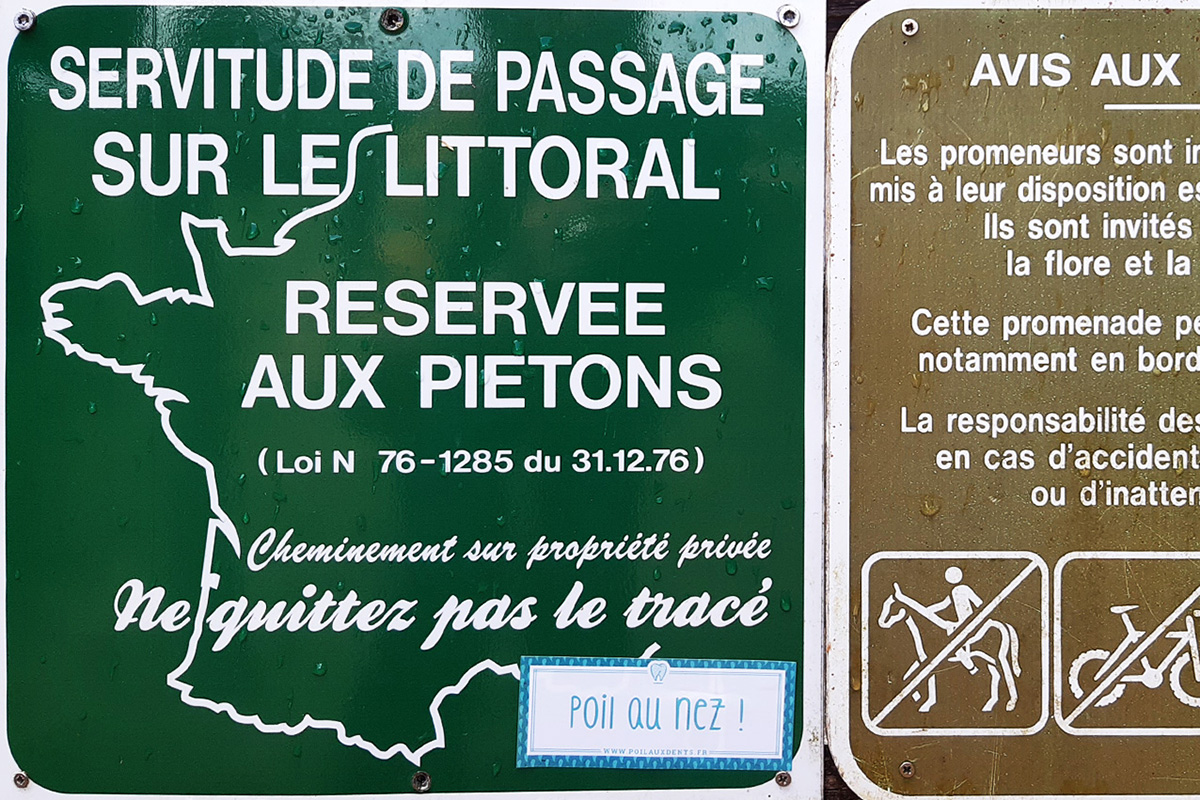 SERVITUDE DE PASSAGE
SUR LE LITTORAL
RESERVEE
AUX PIETONS
(Loi N 76-1285 du 31.12.76)
Cheminement sur propriété privée
Ne quittez pas le tracé
POIL AU NEZ !
WWW.POILAUXDENTS.FR
AVIS AUX
Les promeneurs sont
mis à leur disposition
Ils sont invités
la flore et la
Cette promenade
notamment en
La responsabilité des
en cas d'accident
ou